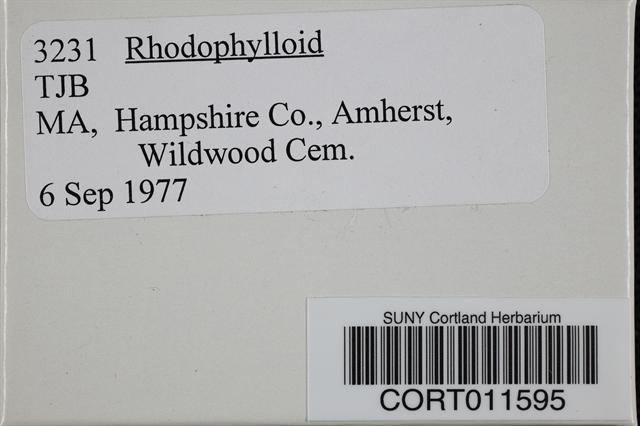 3231 Rhodophylloid
TJB
MA, Hampshire Co., Amherst,
Wildwood Cem.
6 Sep 1977
SUNY Cortland Herbarium
CORT011595